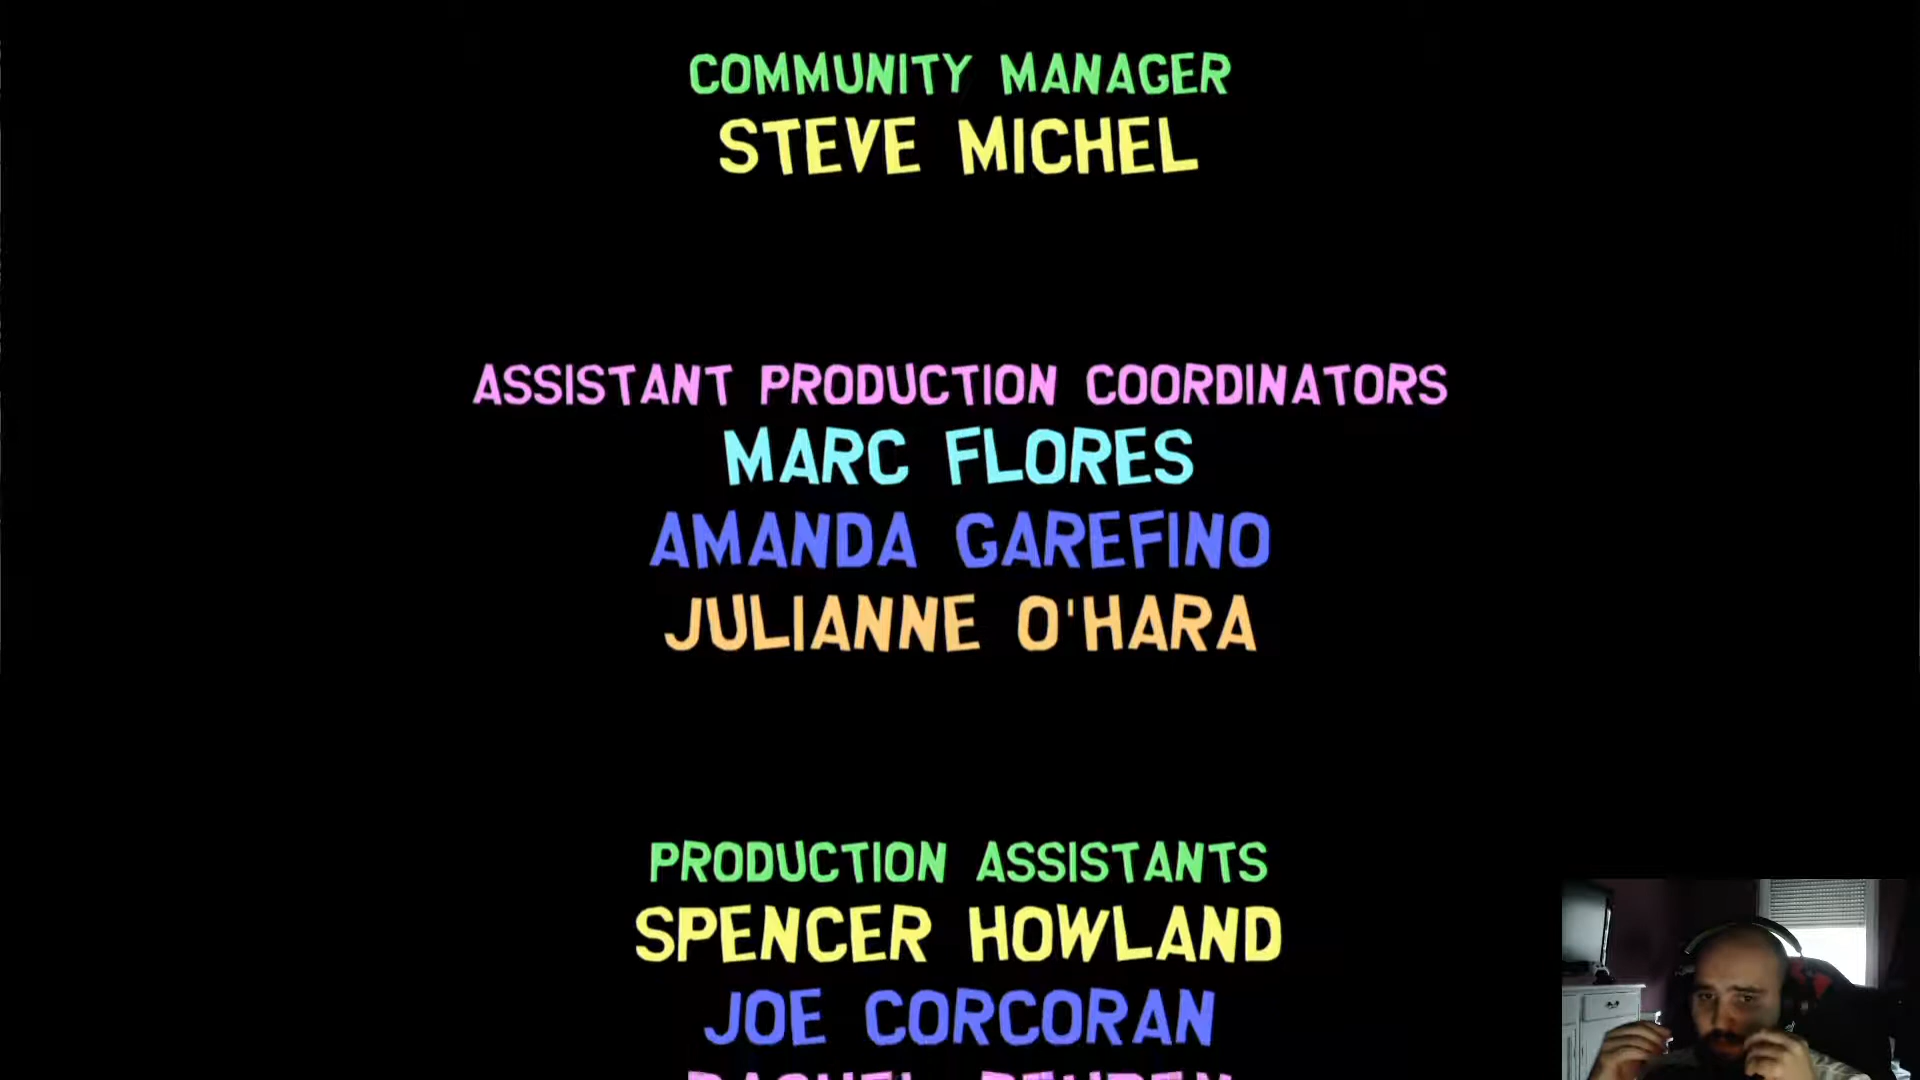 COMMUNITY MANAGER
STEVE MICHEL
ASSISTANT PRODUCTION COORDINATORS
MARC FLORES
AMANDA GAREFINO
JULIANNE O'HARA
PRODUCTION ASSISTANTS
SPENCER HOWLAND
JOE CORCORAN